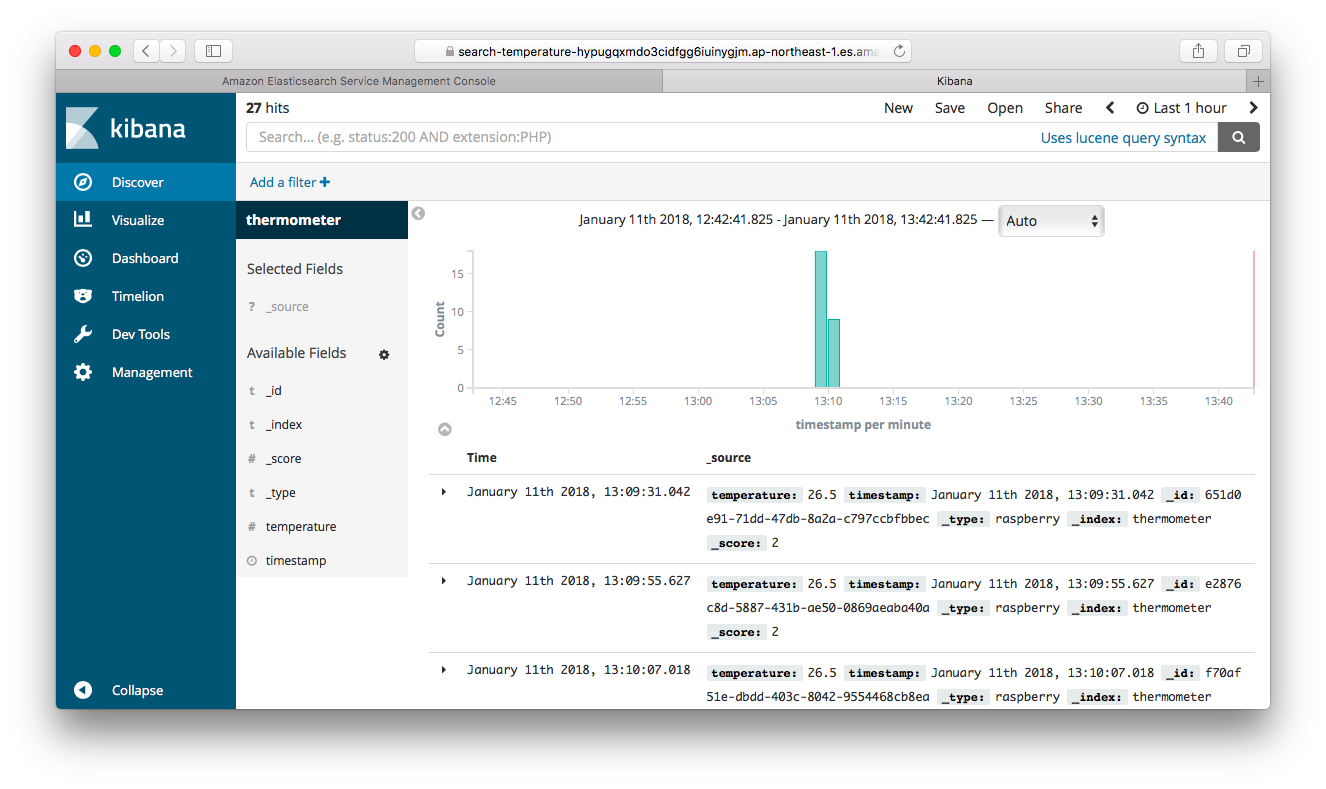 search-temperature-hypugqxmdo3cidfgg6iuinygjm.ap-northeast-1.es.ama
Amazon Elasticsearch Service Management Console
Kibana
kibana
Discover
Visualize
Dashboard
Timelion
Dev Tools
Management
Collapse
27 hits
New Save Open Share Last 1 hour
Search... (e.g. status:200 AND extension:PHP)
Uses lucene query syntax
Add a filter +
thermometer
Selected Fields
? _source
Available Fields
t _id
t _index
# _score
t _type
# temperature
timestamp
January 11th 2018, 12:42:41.825 - January 11th 2018, 13:42:41.825 — Auto
Count
15
10
5
0
12:45 12:50 12:55 13:00 13:05 13:10 13:15 13:20 13:25 13:30 13:35 13:40
timestamp per minute
Time _source
January 11th 2018, 13:09:31.042 temperature: 26.5 timestamp: January 11th 2018, 13:09:31.042 _id: 651d0
e91-71dd-47db-8a2a-c797ccbfbbec _type: raspberry _index: thermometer
_score: 2
January 11th 2018, 13:09:55.627 temperature: 26.5 timestamp: January 11th 2018, 13:09:55.627 _id: e2876
c8d-5887-431b-ae50-0869aeaba40a _type: raspberry _index: thermometer
_score: 2
January 11th 2018, 13:10:07.018 temperature: 26.5 timestamp: January 11th 2018, 13:10:07.018 _id: f70af
51e-dbdd-403c-8042-9554468cb8ea _type: raspberry _index: thermometer